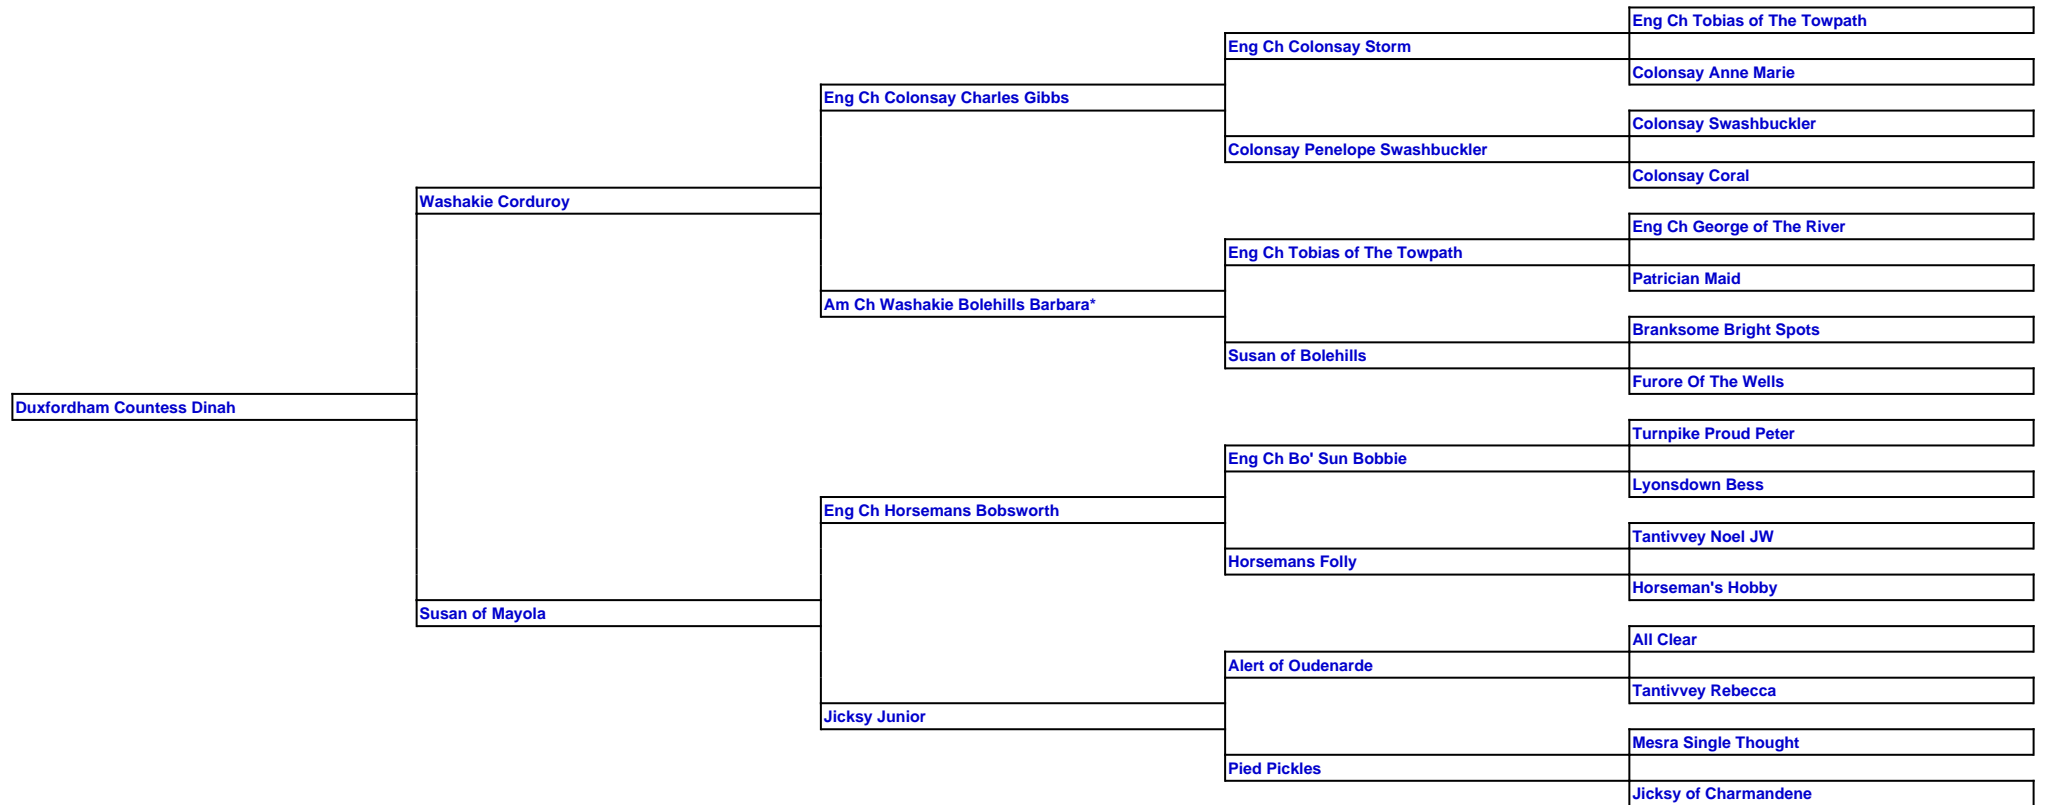 Eng Ch Tobias of The Towpath
Eng Ch Colonsay Storm
Colonsay Anne Marie
Eng Ch Colonsay Charles Gibbs
Colonsay Swashbuckler
Colonsay Penelope Swashbuckler
Colonsay Coral
Washakie Corduroy
Eng Ch George of The River
Eng Ch Tobias of The Towpath
Patrician Maid
Am Ch Washakie Bolehills Barbara*
Branksome Bright Spots
Susan of Bolehills
Furore Of The Wells
Duxfordham Countess Dinah
Turnpike Proud Peter
Eng Ch Bo' Sun Bobbie
Lyonsdown Bess
Eng Ch Horsemans Bobsworth
Tantivvey Noel JW
Horsemans Folly
Horseman's Hobby
Susan of Mayola
All Clear
Alert of Oudenarde
Tantivvey Rebecca
Jicksy Junior
Mesra Single Thought
Pied Pickles
Jicksy of Charmandene